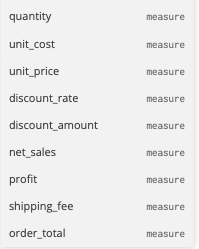 quantity measure
unit_cost measure
unit_price measure
discount_rate measure
discount_amount measure
net_sales measure
profit measure
shipping_fee measure
order_total measure